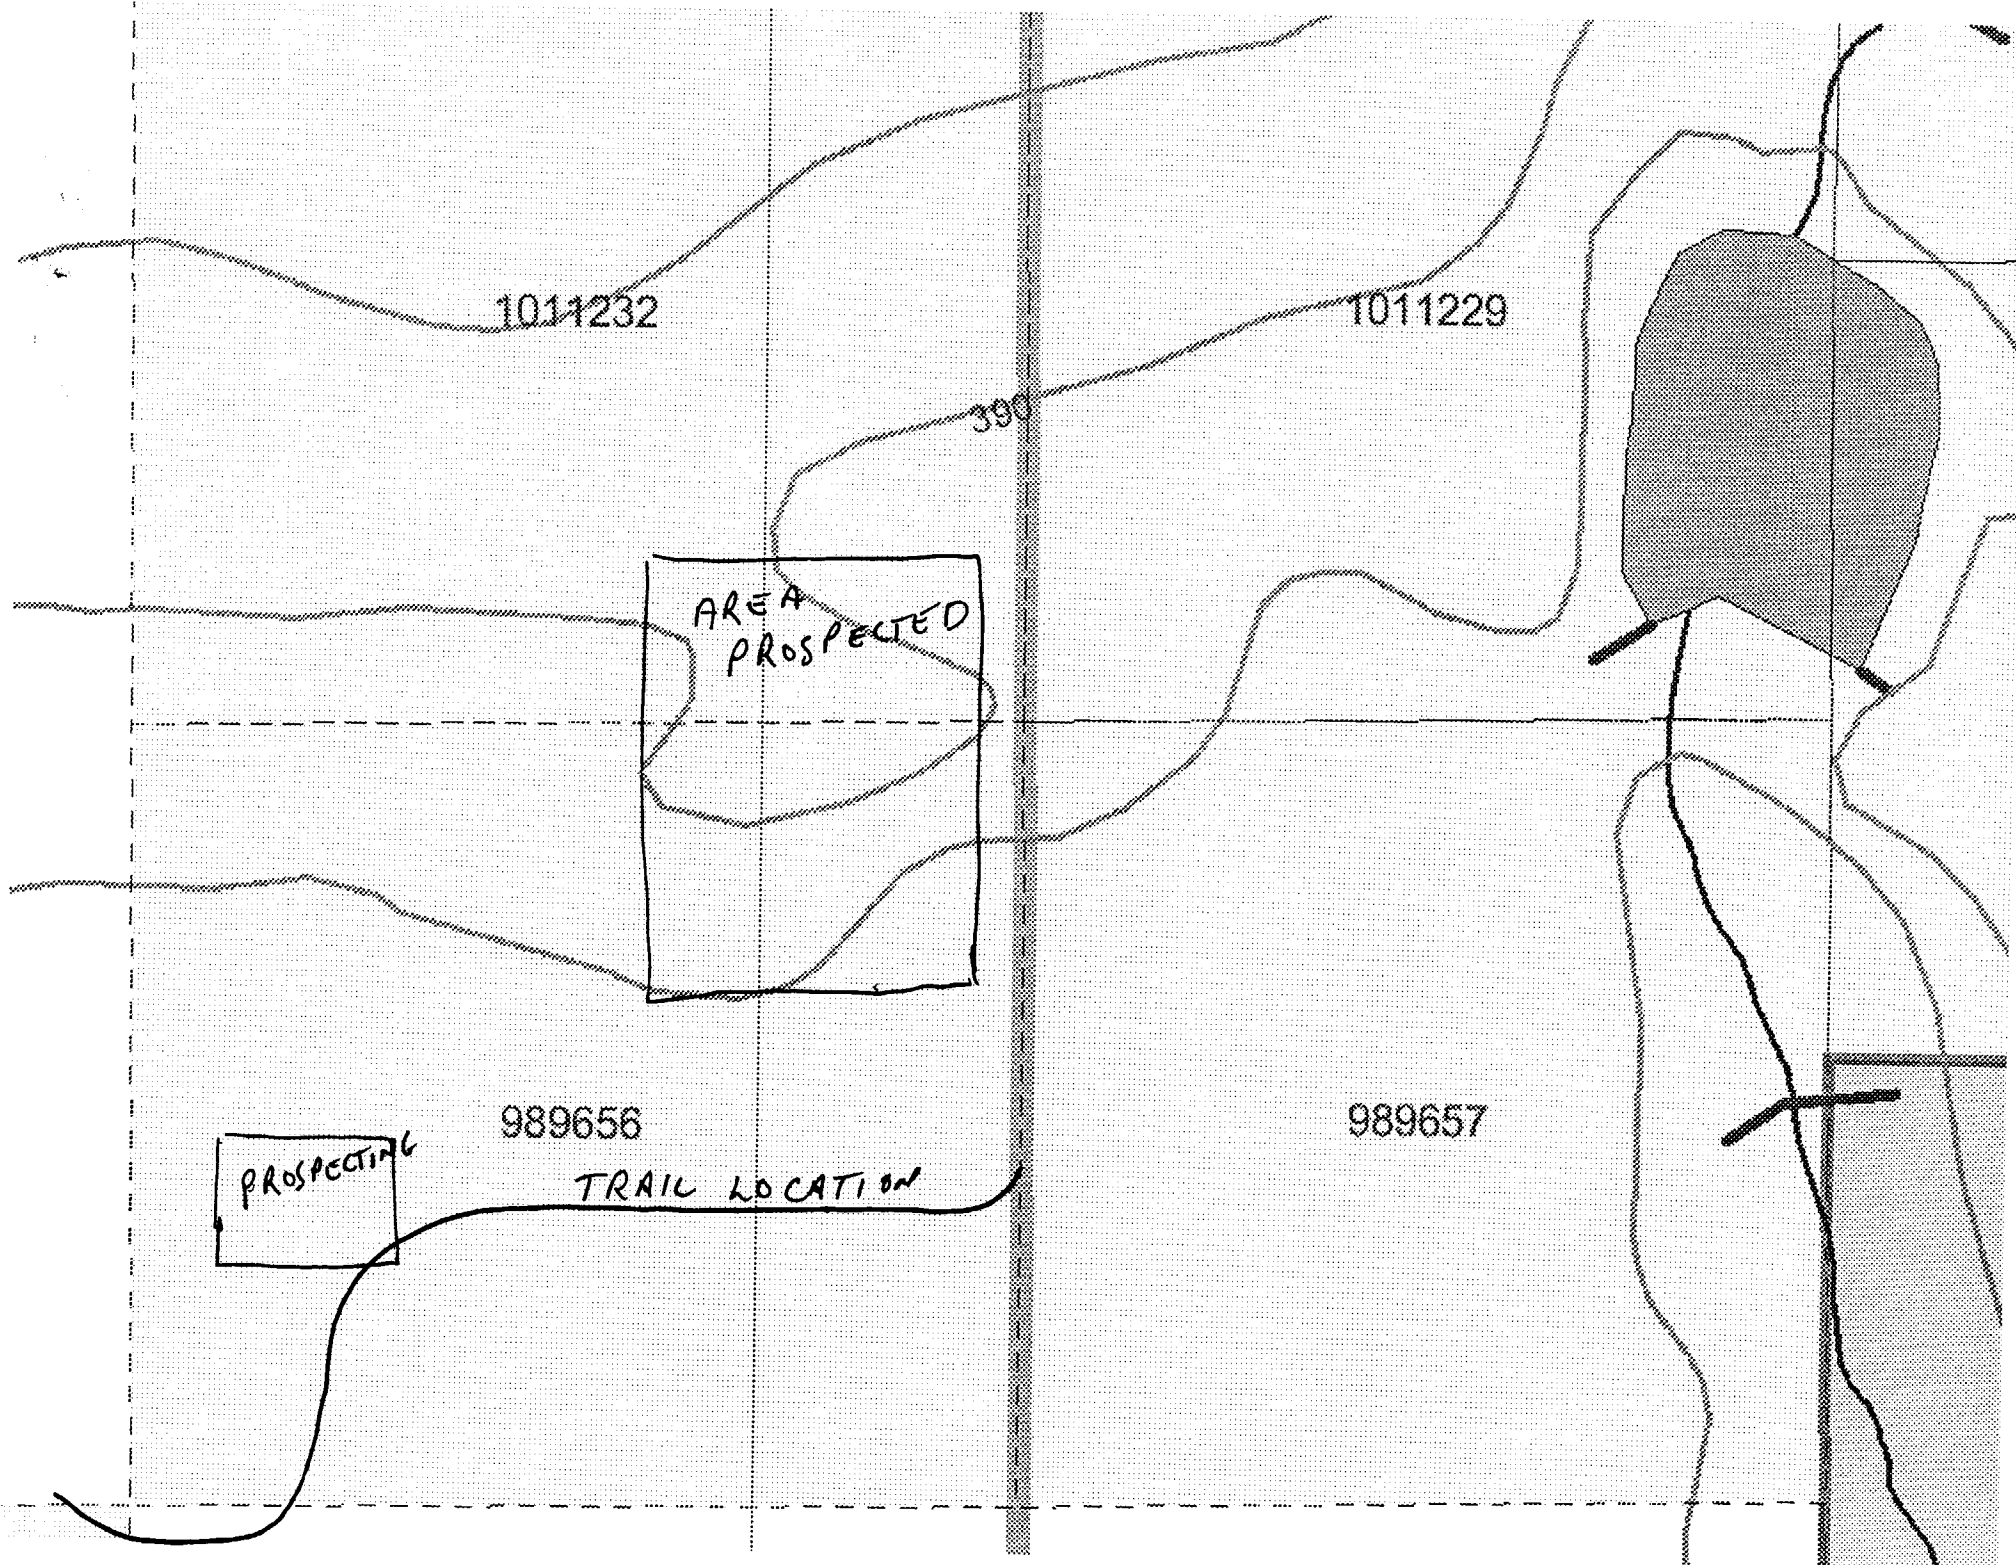 1011232
1011229
390
AREA
PROSPECTED
989656
989657
PROSPECTING
TRAIL LOCATION